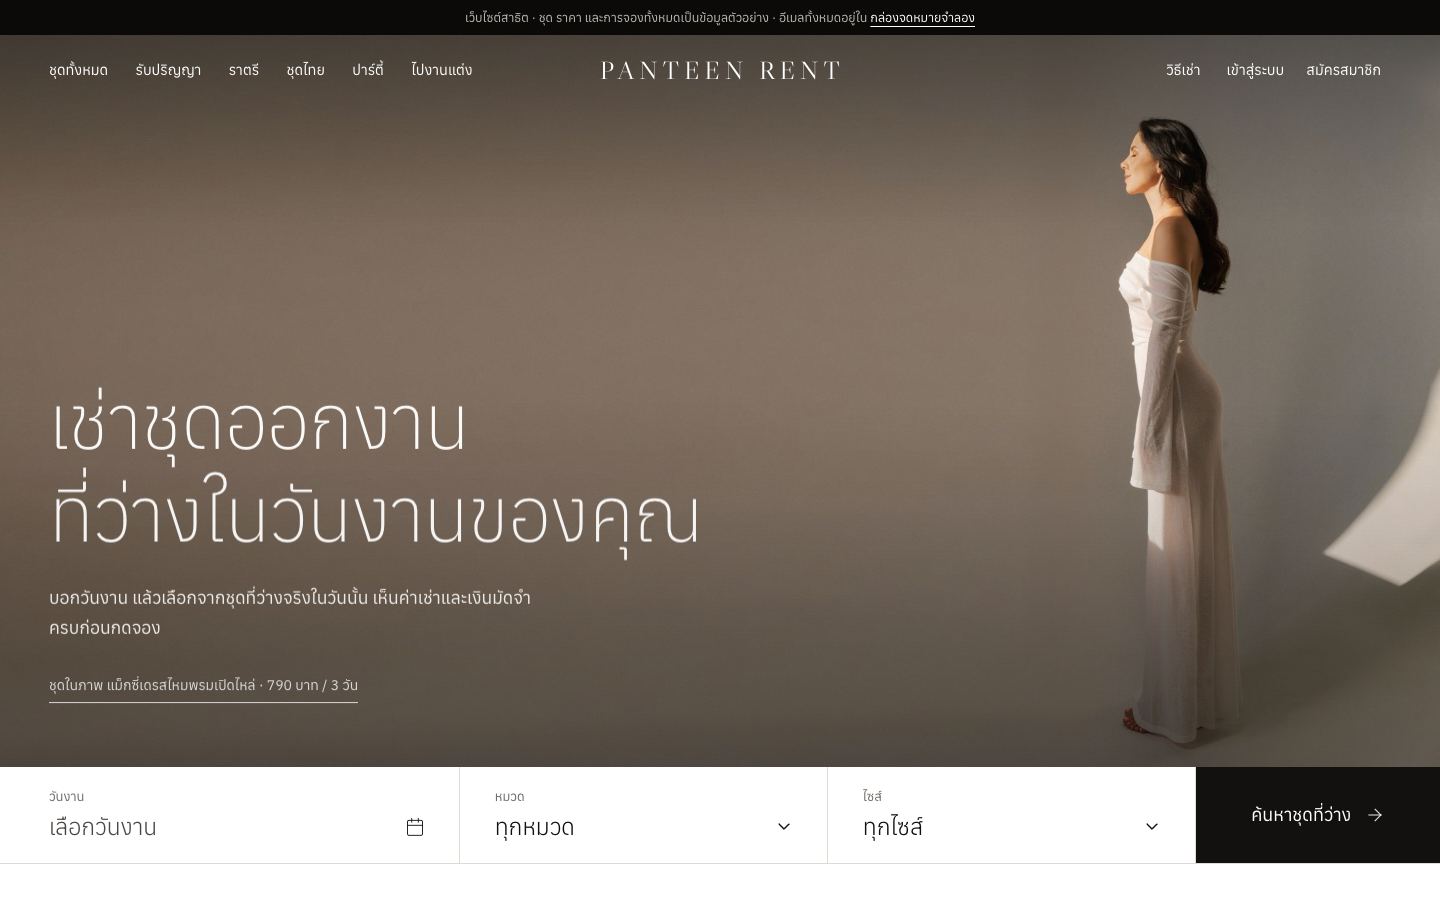 เว็บไซต์สาธิต · ชุด ราคา และการจองทั้งหมดเป็นข้อมูลตัวอย่าง · อีเมลทั้งหมดอยู่ใน กล่องจดหมายจำลอง
ชุดทั้งหมด รับปริญญา ราตรี ชุดไทย ปาร์ตี้ ไปงานแต่ง PANTEEN RENT วิธีเช่า เข้าสู่ระบบ สมัครสมาชิก
เช่าชุดออกงาน
ที่ว่างในวันงานของคุณ
บอกวันงาน แล้วเลือกจากชุดที่ว่างจริงในวันนั้น เห็นค่าเช่าและเงินมัดจำ
ครบก่อนกดจอง
ชุดในภาพ แม็กซี่เดรสไหมพรมเปิดไหล่ · 790 บาท / 3 วัน
วันงาน หมวด ไซส์
เลือกวันงาน ทุกหมวด ทุกไซส์ ค้นหาชุดที่ว่าง